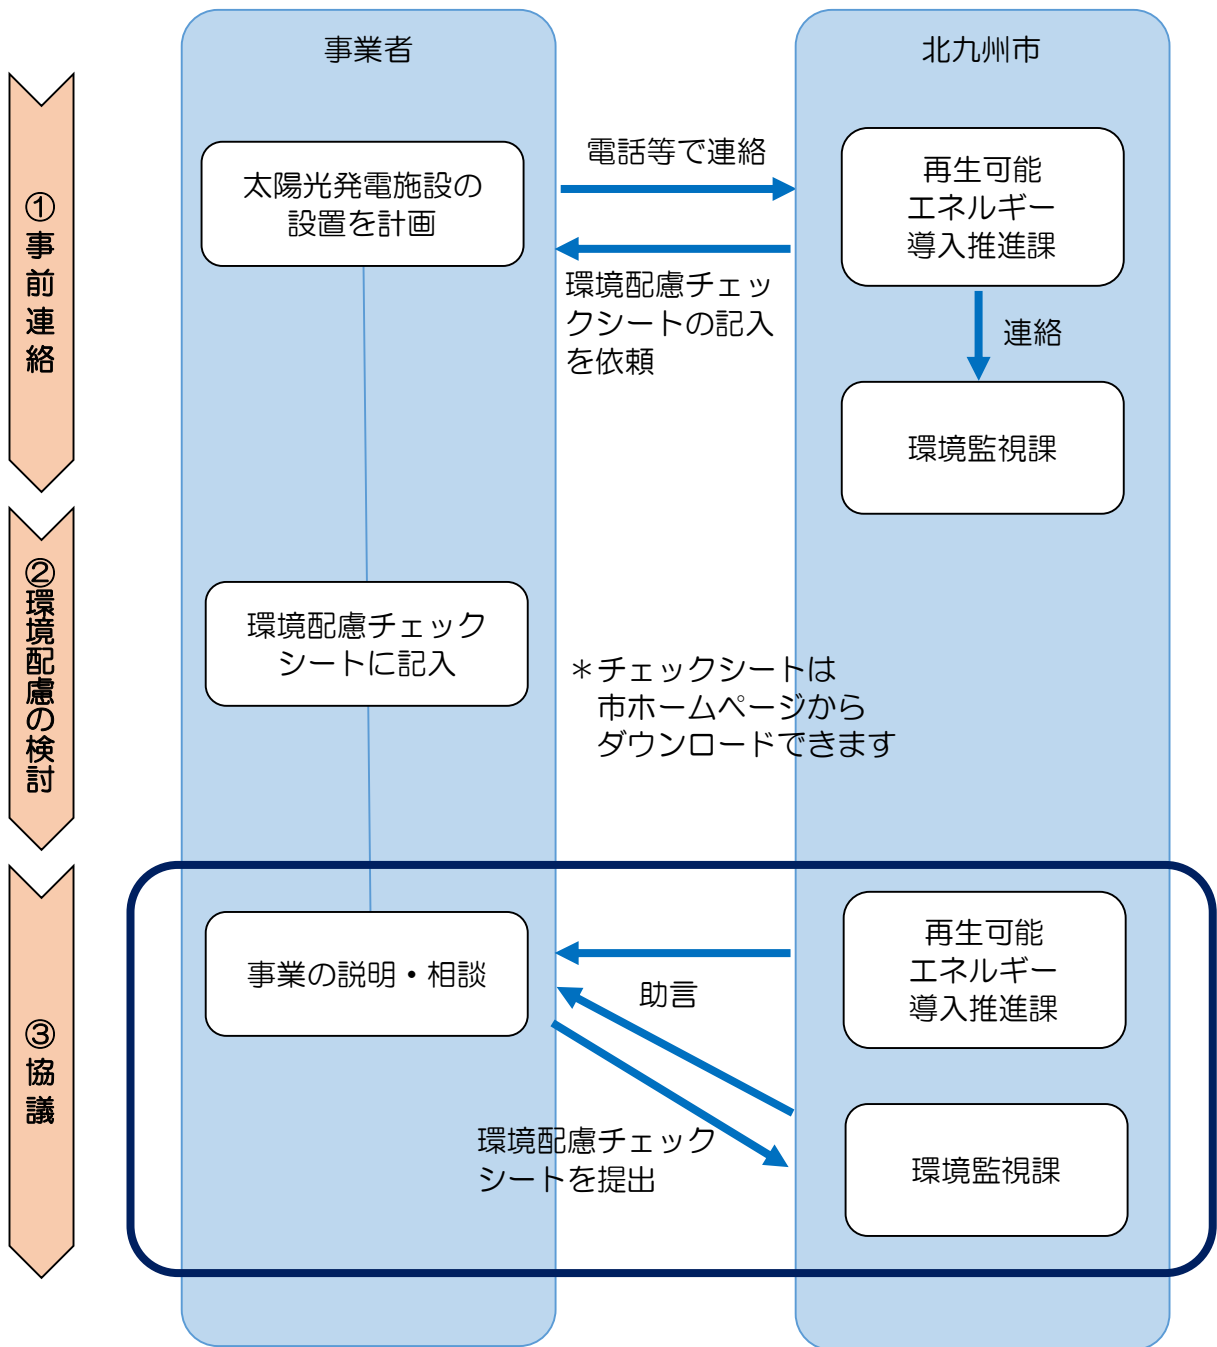 事業者
北九州市
①事前連絡
太陽光発電施設の
設置を計画
電話等で連絡
環境配慮チェッ
クシートの記入
を依頼
再生可能
エネルギー
導入推進課
連絡
環境監視課
②環境配慮の検討
環境配慮チェック
シートに記入
＊チェックシートは
市ホームページから
ダウンロードできます
③協議
事業の説明・相談
助言
環境配慮チェック
シートを提出
再生可能
エネルギー
導入推進課
環境監視課